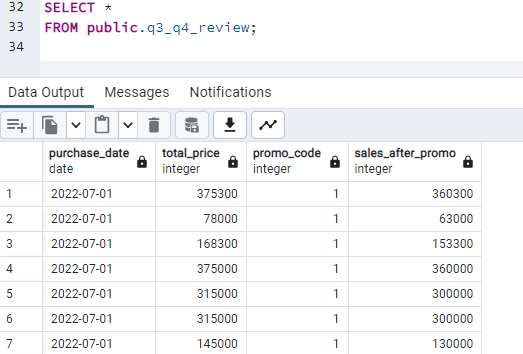 32 SELECT *
33 FROM public.q3_q4_review;
34
Data Output Messages Notifications
purchase_date total_price promo_code sales_after_promo
date integer integer integer
1 2022-07-01 375300 1 360300
2 2022-07-01 78000 1 63000
3 2022-07-01 168300 1 153300
4 2022-07-01 375000 1 360000
5 2022-07-01 315000 1 300000
6 2022-07-01 315000 1 300000
7 2022-07-01 145000 1 130000